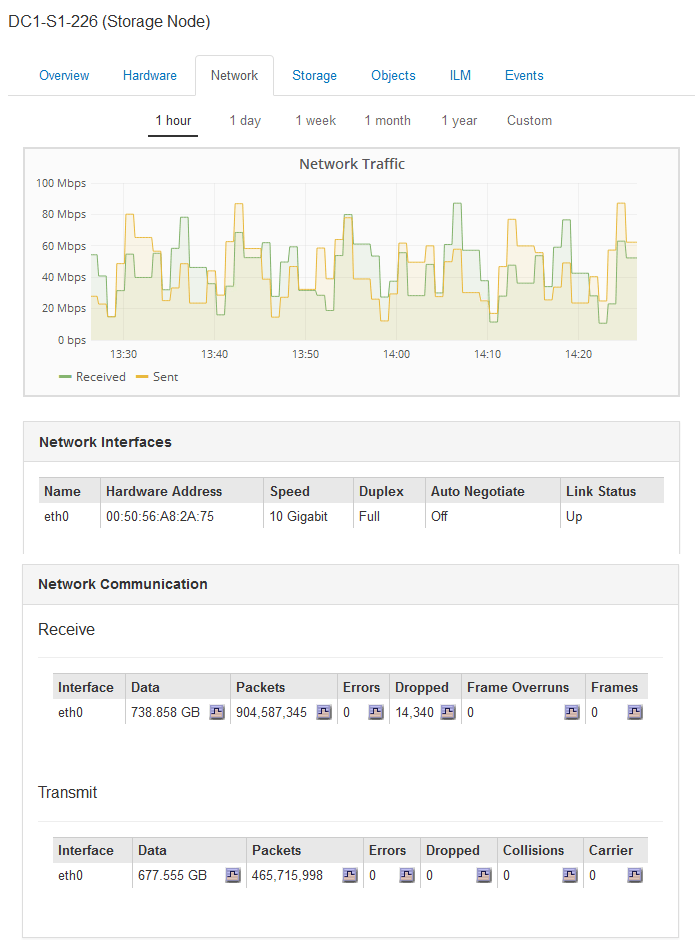 DC1-S1-226 (Storage Node)
Overview Hardware Network Storage Objects ILM Events
1 hour 1 day 1 week 1 month 1 year Custom
Network Traffic
100 Mbps
80 Mbps
60 Mbps
40 Mbps
20 Mbps
0 bps
13:30 13:40 13:50 14:00 14:10 14:20
Received Sent
Network Interfaces
Name Hardware Address Speed Duplex Auto Negotiate Link Status
eth0 00:50:56:A8:2A:75 10 Gigabit Full Off Up
Network Communication
Receive
Interface Data Packets Errors Dropped Frame Overruns Frames
eth0 738.858 GB 904,587,345 0 14,340 0 0
Transmit
Interface Data Packets Errors Dropped Collisions Carrier
eth0 677.555 GB 465,715,998 0 0 0 0